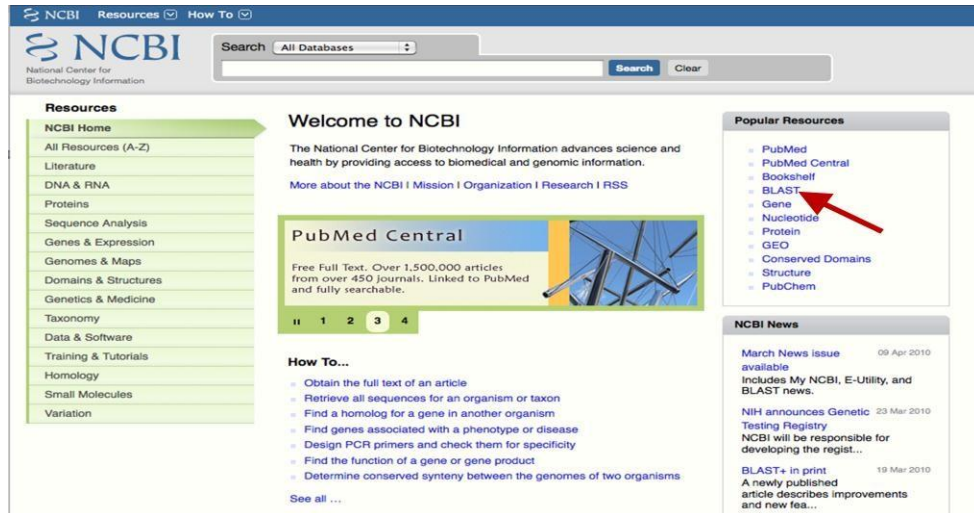 NCBI Resources How To
NCBI
National Center for
Biotechnology Information
Search All Databases
Search Clear
Resources
NCBI Home
All Resources (A-Z)
Literature
DNA & RNA
Proteins
Sequence Analysis
Genes & Expression
Genomes & Maps
Domains & Structures
Genetics & Medicine
Taxonomy
Data & Software
Training & Tutorials
Homology
Small Molecules
Variation
Welcome to NCBI
The National Center for Biotechnology Information advances science and
health by providing access to biomedical and genomic information.
More about the NCBI | Mission | Organization | Research | RSS
PubMed Central
Free Full Text. Over 1,500,000 articles
from over 450 journals. Linked to PubMed
and fully searchable.
1 2 3 4
How To...
Obtain the full text of an article
Retrieve all sequences for an organism or taxon
Find a homolog for a gene in another organism
Find genes associated with a phenotype or disease
Design PCR primers and check them for specificity
Find the function of a gene or gene product
Determine conserved synteny between the genomes of two organisms
See all ...
Popular Resources
PubMed
PubMed Central
Bookshelf
BLAST
Gene
Nucleotide
Protein
GEO
Conserved Domains
Structure
PubChem
NCBI News
March News issue 09 Apr 2010
available
Includes My NCBI, E-Utility, and
BLAST news.
NIH announces Genetic 23 Mar 2010
Testing Registry
NCBI will be responsible for
developing the regist...
BLAST+ in print 19 Mar 2010
A newly published
article describes improvements
and new fea...